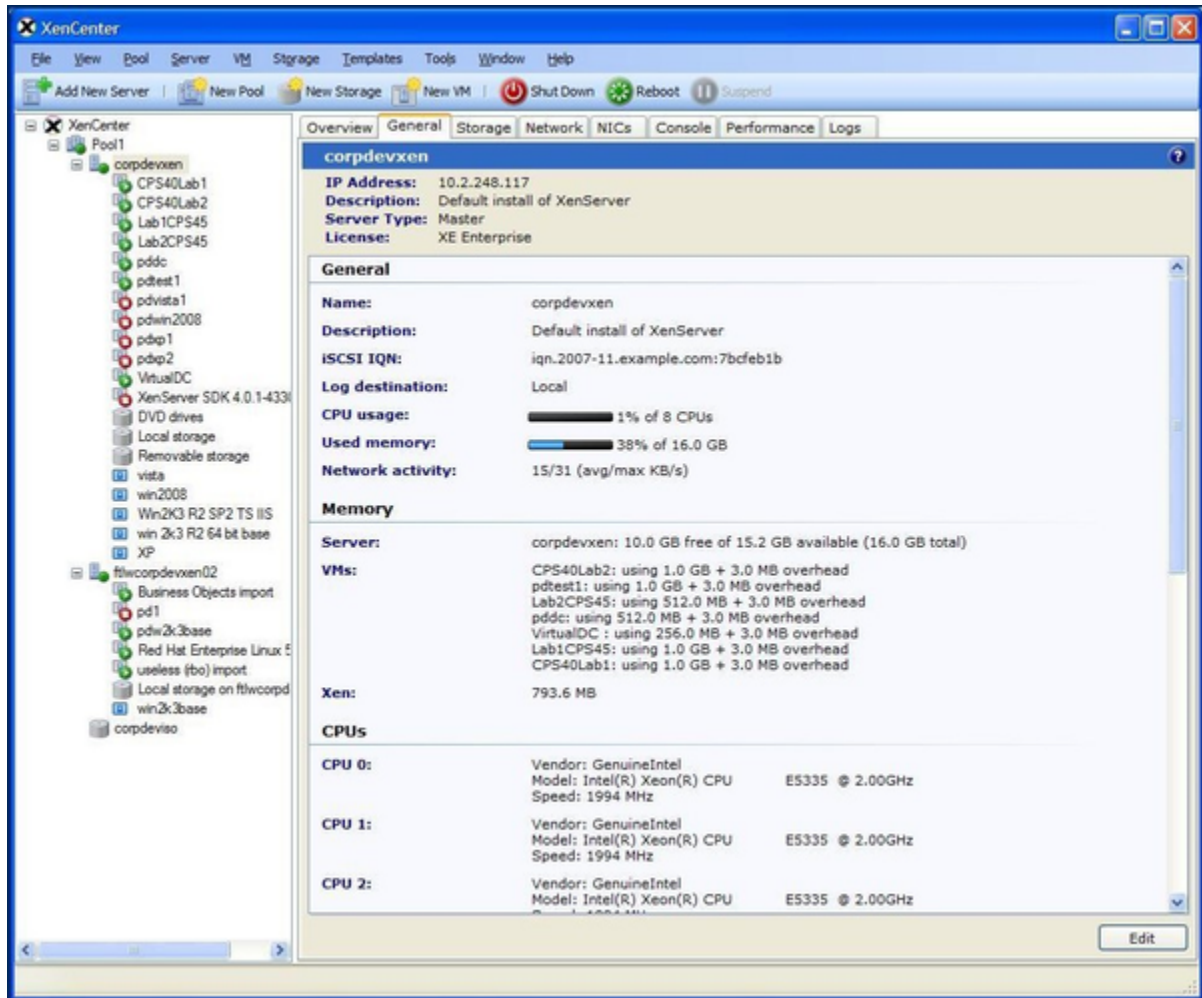 XenCenter
File View Pool Server VM Storage Templates Tools Window Help
Add New Server New Pool New Storage New VM Shut Down Reboot Suspend
XenCenter
Pool1
corpdevxen
CPS40Lab1
CPS40Lab2
Lab1CPS45
Lab2CPS45
pddc
pdtest1
pdvista1
pdwin2008
pdxp1
pdxp2
VirtualDC
XenServer SDK 4.0.1-4330
DVD drives
Local storage
Removable storage
vista
win2008
Win2K3 R2 SP2 TS IIS
win 2k3 R2 64 bit base
XP
ftlwcorpdevxen02
Business Objects import
pd1
pdw2k3base
Red Hat Enterprise Linux 5
useless (rbo) import
Local storage on ftlwcorpd
win2k3base
corpdeviso
Overview General Storage Network NICs Console Performance Logs
corpdevxen
IP Address: 10.2.248.117
Description: Default install of XenServer
Server Type: Master
License: XE Enterprise
General
Name: corpdevxen
Description: Default install of XenServer
iSCSI IQN: iqn.2007-11.example.com:7bcfeb1b
Log destination: Local
CPU usage: 1% of 8 CPUs
Used memory: 38% of 16.0 GB
Network activity: 15/31 (avg/max KB/s)
Memory
Server: corpdevxen: 10.0 GB free of 15.2 GB available (16.0 GB total)
VMs: CPS40Lab2: using 1.0 GB + 3.0 MB overhead
pdtest1: using 1.0 GB + 3.0 MB overhead
Lab2CPS45: using 512.0 MB + 3.0 MB overhead
pddc: using 512.0 MB + 3.0 MB overhead
VirtualDC : using 256.0 MB + 3.0 MB overhead
Lab1CPS45: using 1.0 GB + 3.0 MB overhead
CPS40Lab1: using 1.0 GB + 3.0 MB overhead
Xen: 793.6 MB
CPUs
CPU 0: Vendor: GenuineIntel
Model: Intel(R) Xeon(R) CPU E5335 @ 2.00GHz
Speed: 1994 MHz
CPU 1: Vendor: GenuineIntel
Model: Intel(R) Xeon(R) CPU E5335 @ 2.00GHz
Speed: 1994 MHz
CPU 2: Vendor: GenuineIntel
Model: Intel(R) Xeon(R) CPU E5335 @ 2.00GHz
Edit